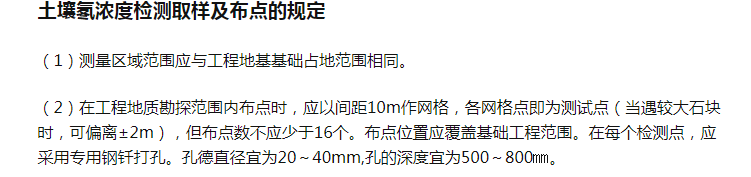 土壤氡浓度检测取样及布点的规定
（1）测量区域范围应与工程地基基础占地范围相同。
（2）在工程地质勘探范围内布点时，应以间距10m作网格，各网格点即为测试点（当遇较大石块
时，可偏离±2m），但布点数不应少于16个。布点位置应覆盖基础工程范围。在每个检测点，应
采用专用钢钎打孔。孔德直径宜为20～40mm,孔的深度宜为500～800㎜。